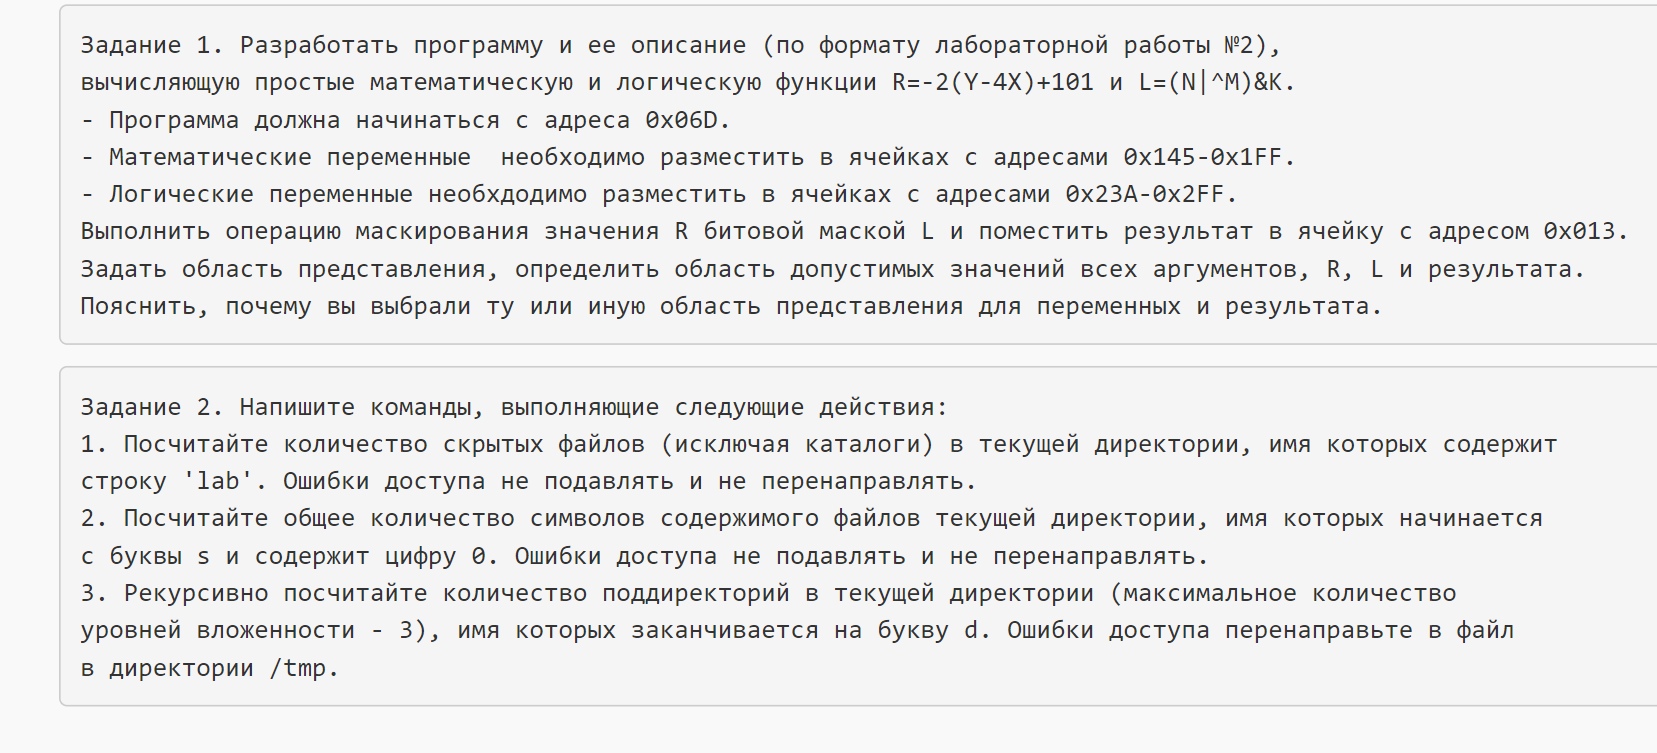 Задание 1. Разработать программу и ее описание (по формату лабораторной работы №2),
вычисляющую простые математическую и логическую функции R=-2(Y-4X)+101 и L=(N|^M)&K.
- Программа должна начинаться с адреса 0x06D.
- Математические переменные  необходимо разместить в ячейках с адресами 0x145-0x1FF.
- Логические переменные необхдодимо разместить в ячейках с адресами 0x23A-0x2FF.
Выполнить операцию маскирования значения R битовой маской L и поместить результат в ячейку с адресом 0x013.
Задать область представления, определить область допустимых значений всех аргументов, R, L и результата.
Пояснить, почему вы выбрали ту или иную область представления для переменных и результата.
Задание 2. Напишите команды, выполняющие следующие действия:
1. Посчитайте количество скрытых файлов (исключая каталоги) в текущей директории, имя которых содержит
строку 'lab'. Ошибки доступа не подавлять и не перенаправлять.
2. Посчитайте общее количество символов содержимого файлов текущей директории, имя которых начинается
с буквы s и содержит цифру 0. Ошибки доступа не подавлять и не перенаправлять.
3. Рекурсивно посчитайте количество поддиректорий в текущей директории (максимальное количество
уровней вложенности - 3), имя которых заканчивается на букву d. Ошибки доступа перенаправьте в файл
в директории /tmp.